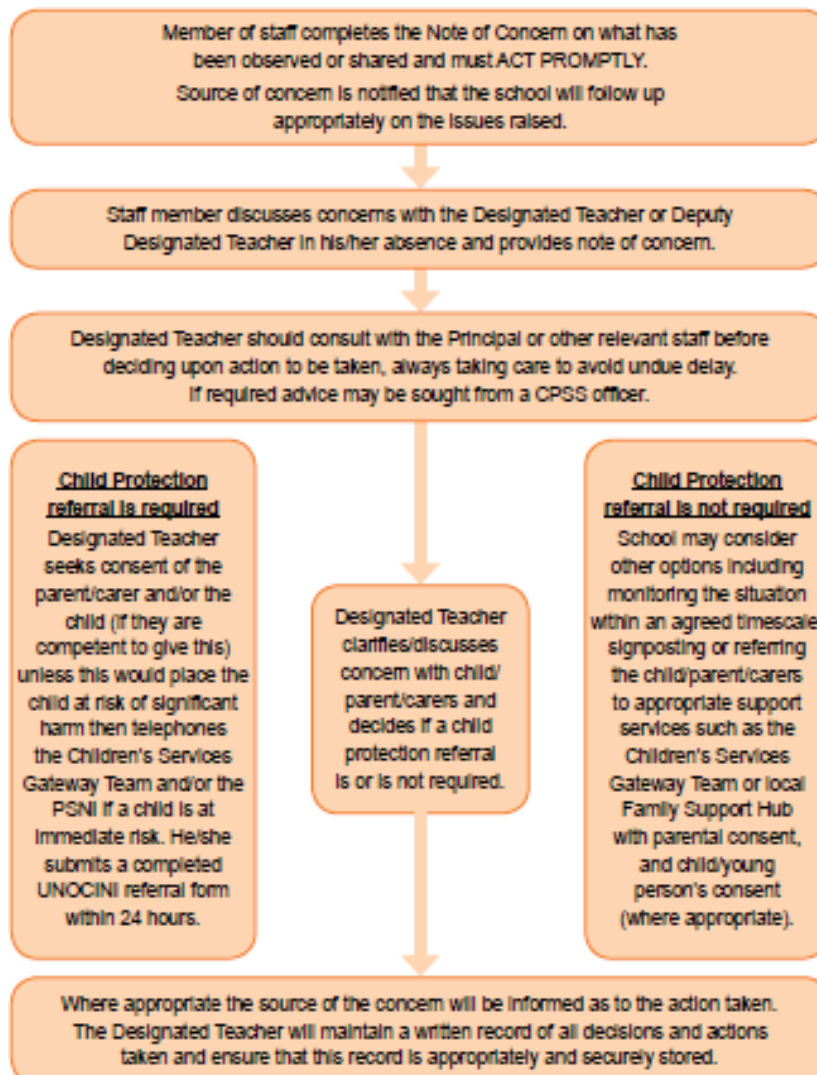 Member of staff completes the Note of Concern on what has
been observed or shared and must ACT PROMPTLY.
Source of concern is notified that the school will follow up
appropriately on the issues raised.
Staff member discusses concerns with the Designated Teacher or Deputy
Designated Teacher in his/her absence and provides note of concern.
Designated Teacher should consult with the Principal or other relevant staff before
deciding upon action to be taken, always taking care to avoid undue delay.
If required advice may be sought from a CPSS officer.
Child Protection
referral is required
Designated Teacher
seeks consent of the
parent/carer and/or the
child (if they are
competent to give this)
unless this would place the
child at risk of significant
harm then telephones
the Children's Services
Gateway Team and/or the
PSNI if a child is at
immediate risk. He/she
submits a completed
UNOCINI referral form
within 24 hours.
Designated Teacher
clarifies/discusses
concern with child/
parent/carers and
decides if a child
protection referral
is or is not required.
Child Protection
referral is not required
School may consider
other options including
monitoring the situation
within an agreed timescale
signposting or referring
the child/parent/carers
to appropriate support
services such as the
Children's Services
Gateway Team or local
Family Support Hub
with parental consent,
and child/young
person's consent
(where appropriate).
Where appropriate the source of the concern will be informed as to the action taken.
The Designated Teacher will maintain a written record of all decisions and actions
taken and ensure that this record is appropriately and securely stored.